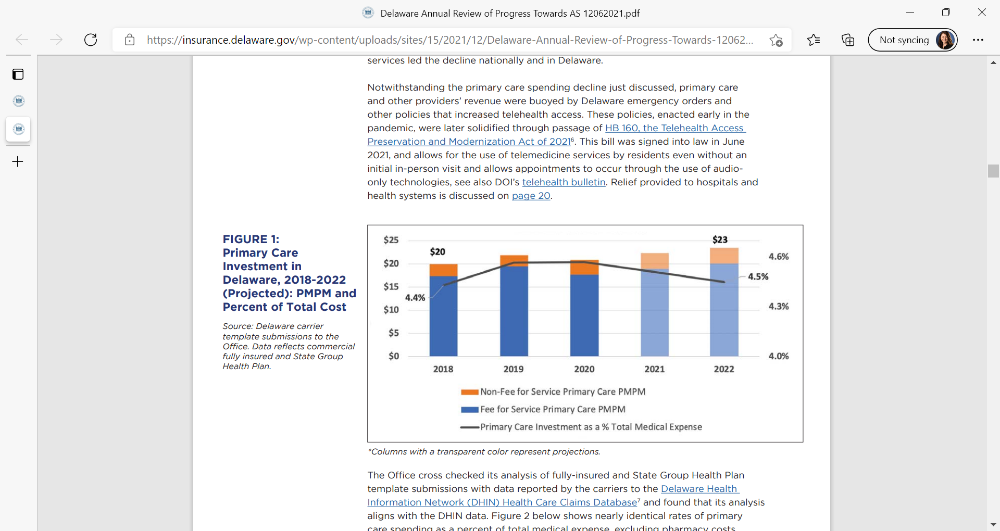 Delaware Annual Review of Progress Towards AS 12062021.pdf
https://insurance.delaware.gov/wp-content/uploads/sites/15/2021/12/Delaware-Annual-Review-of-Progress-Towards-12062...
Not syncing
services led the decline nationally and in Delaware.
Notwithstanding the primary care spending decline just discussed, primary care
and other providers’ revenue were buoyed by Delaware emergency orders and
other policies that increased telehealth access. These policies, enacted early in the
pandemic, were later solidified through passage of HB 160, the Telehealth Access
Preservation and Modernization Act of 2021⁶. This bill was signed into law in June
2021, and allows for the use of telemedicine services by residents even without an
initial in-person visit and allows appointments to occur through the use of audio-
only technologies, see also DOI’s telehealth bulletin. Relief provided to hospitals and
health systems is discussed on page 20.
FIGURE 1:
Primary Care
Investment in
Delaware, 2018-2022
(Projected): PMPM and
Percent of Total Cost
Source: Delaware carrier
template submissions to the
Office. Data reflects commercial
fully insured and State Group
Health Plan.
$25
$20
$15
$10
$5
$0
$20
$23
4.4%
4.5%
4.6%
4.3%
4.0%
2018 2019 2020 2021 2022
Non-Fee for Service Primary Care PMPM
Fee for Service Primary Care PMPM
Primary Care Investment as a % Total Medical Expense
*Columns with a transparent color represent projections.
The Office cross checked its analysis of fully-insured and State Group Health Plan
template submissions with data reported by the carriers to the Delaware Health
Information Network (DHIN) Health Care Claims Database⁷ and found that its analysis
aligns with the DHIN data. Figure 2 below shows nearly identical rates of primary
care spending as a percent of total medical expense, excluding pharmacy costs